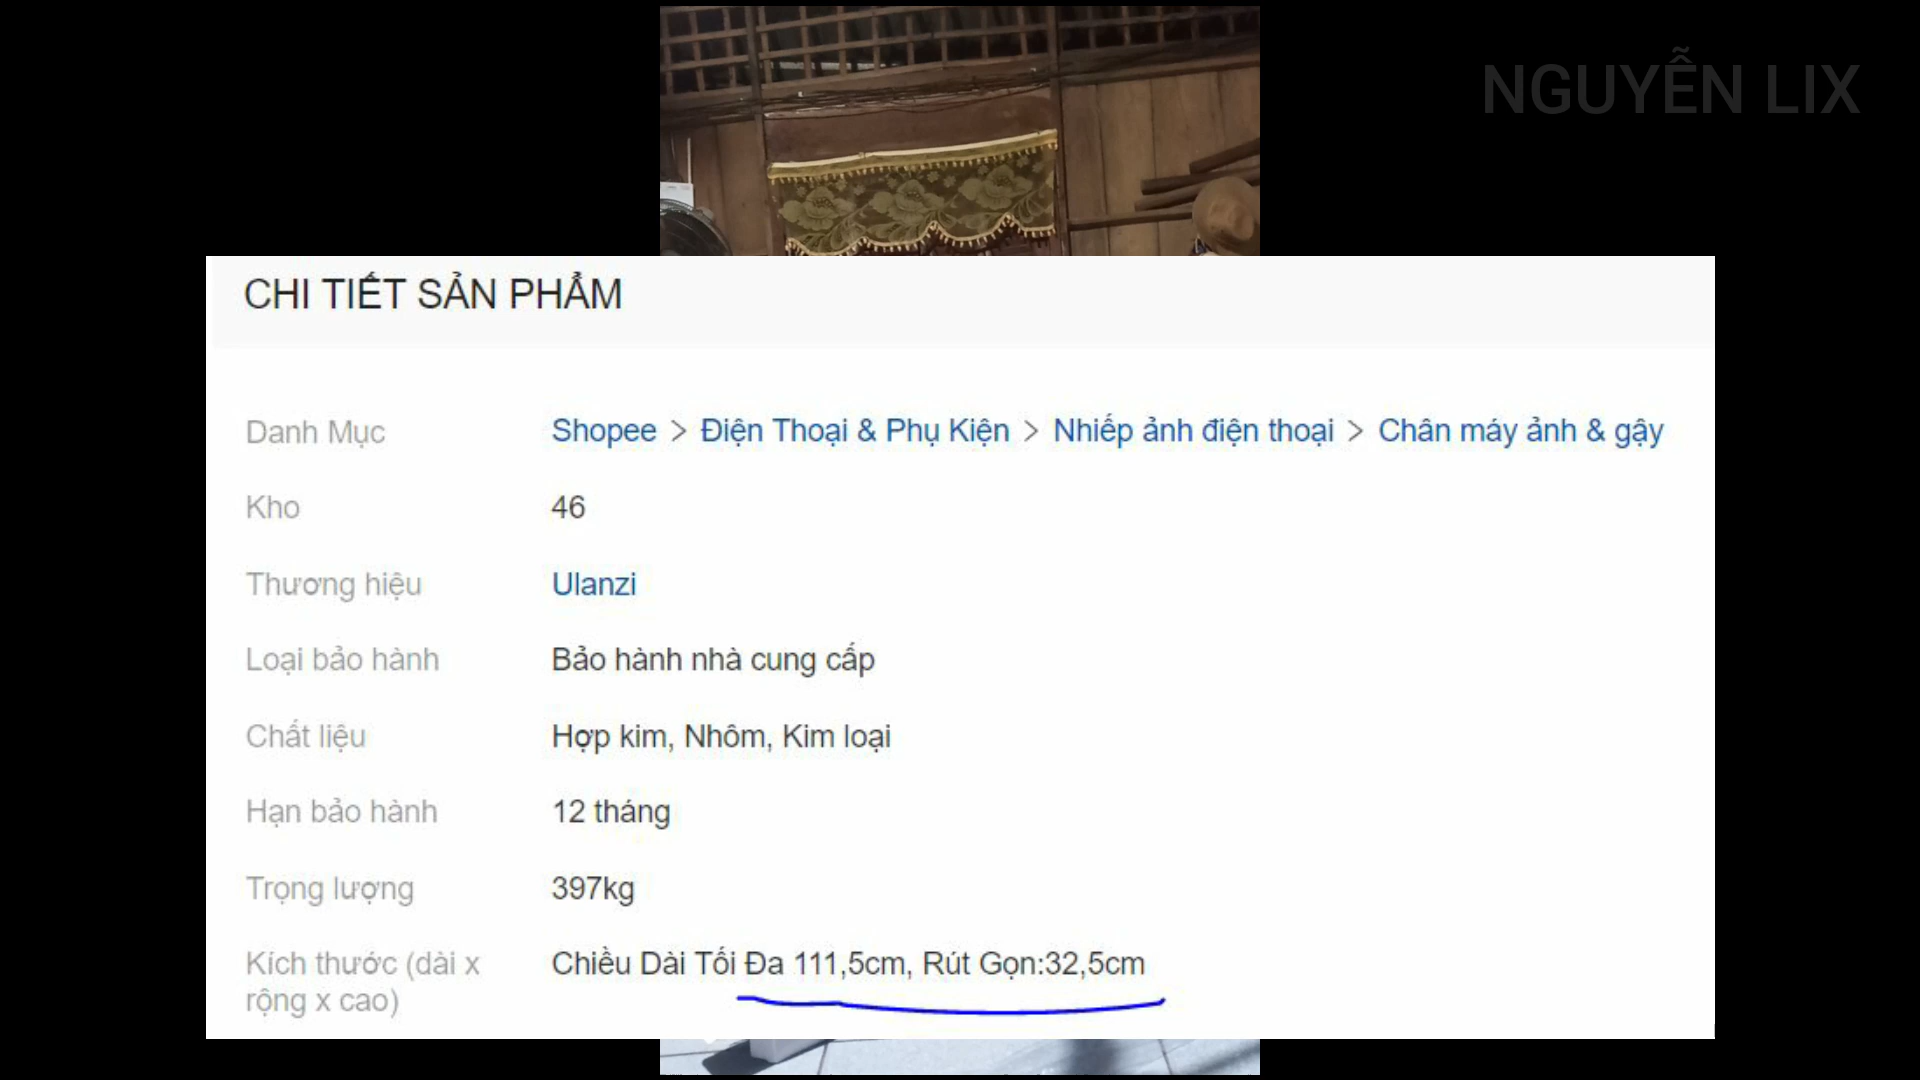 NGUYỄN LIX
CHI TIẾT SẢN PHẨM
Danh Mục Shopee > Điện Thoại & Phụ Kiện > Nhiếp ảnh điện thoại > Chân máy ảnh & gậy
Kho 46
Thương hiệu Ulanzi
Loại bảo hành Bảo hành nhà cung cấp
Chất liệu Hợp kim, Nhôm, Kim loại
Hạn bảo hành 12 tháng
Trọng lượng 397kg
Kích thước (dài x Chiều Dài Tối Đa 111,5cm, Rút Gọn:32,5cm
rộng x cao)